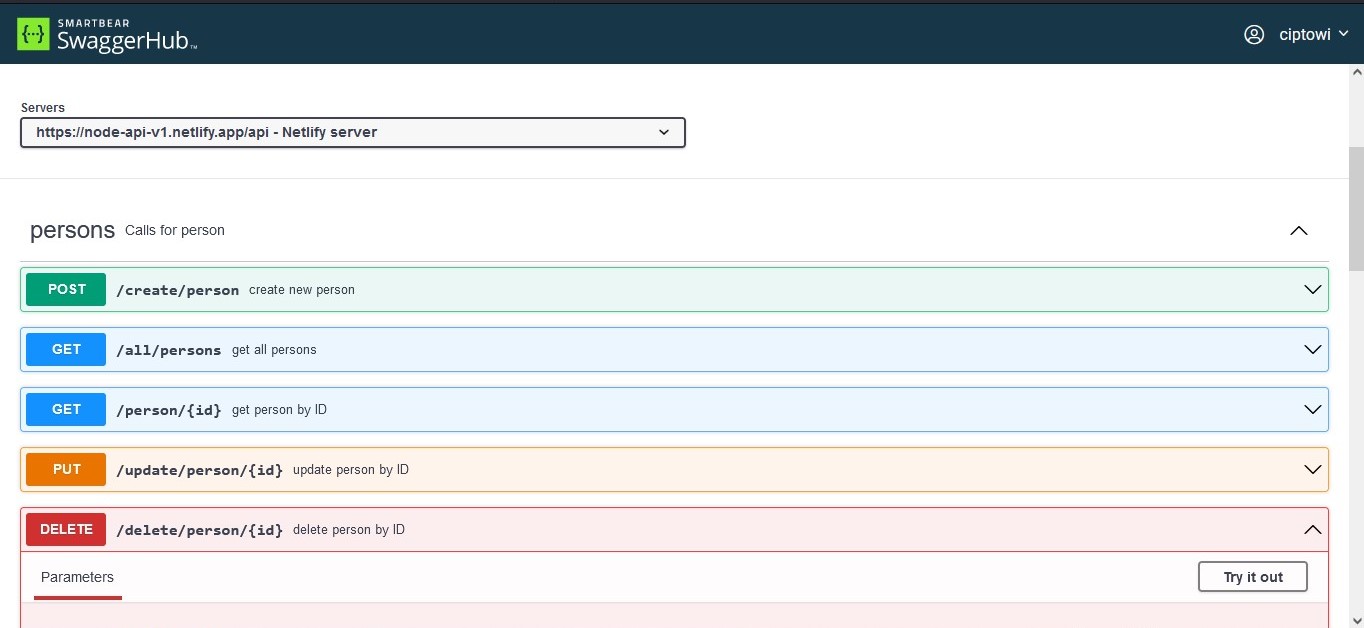 SMARTBEAR
{···} SwaggerHub™
ciptowi
Servers
https://node-api-v1.netlify.app/api - Netlify server
persons Calls for person
POST /create/person create new person
GET /all/persons get all persons
GET /person/{id} get person by ID
PUT /update/person/{id} update person by ID
DELETE /delete/person/{id} delete person by ID
Parameters
Try it out